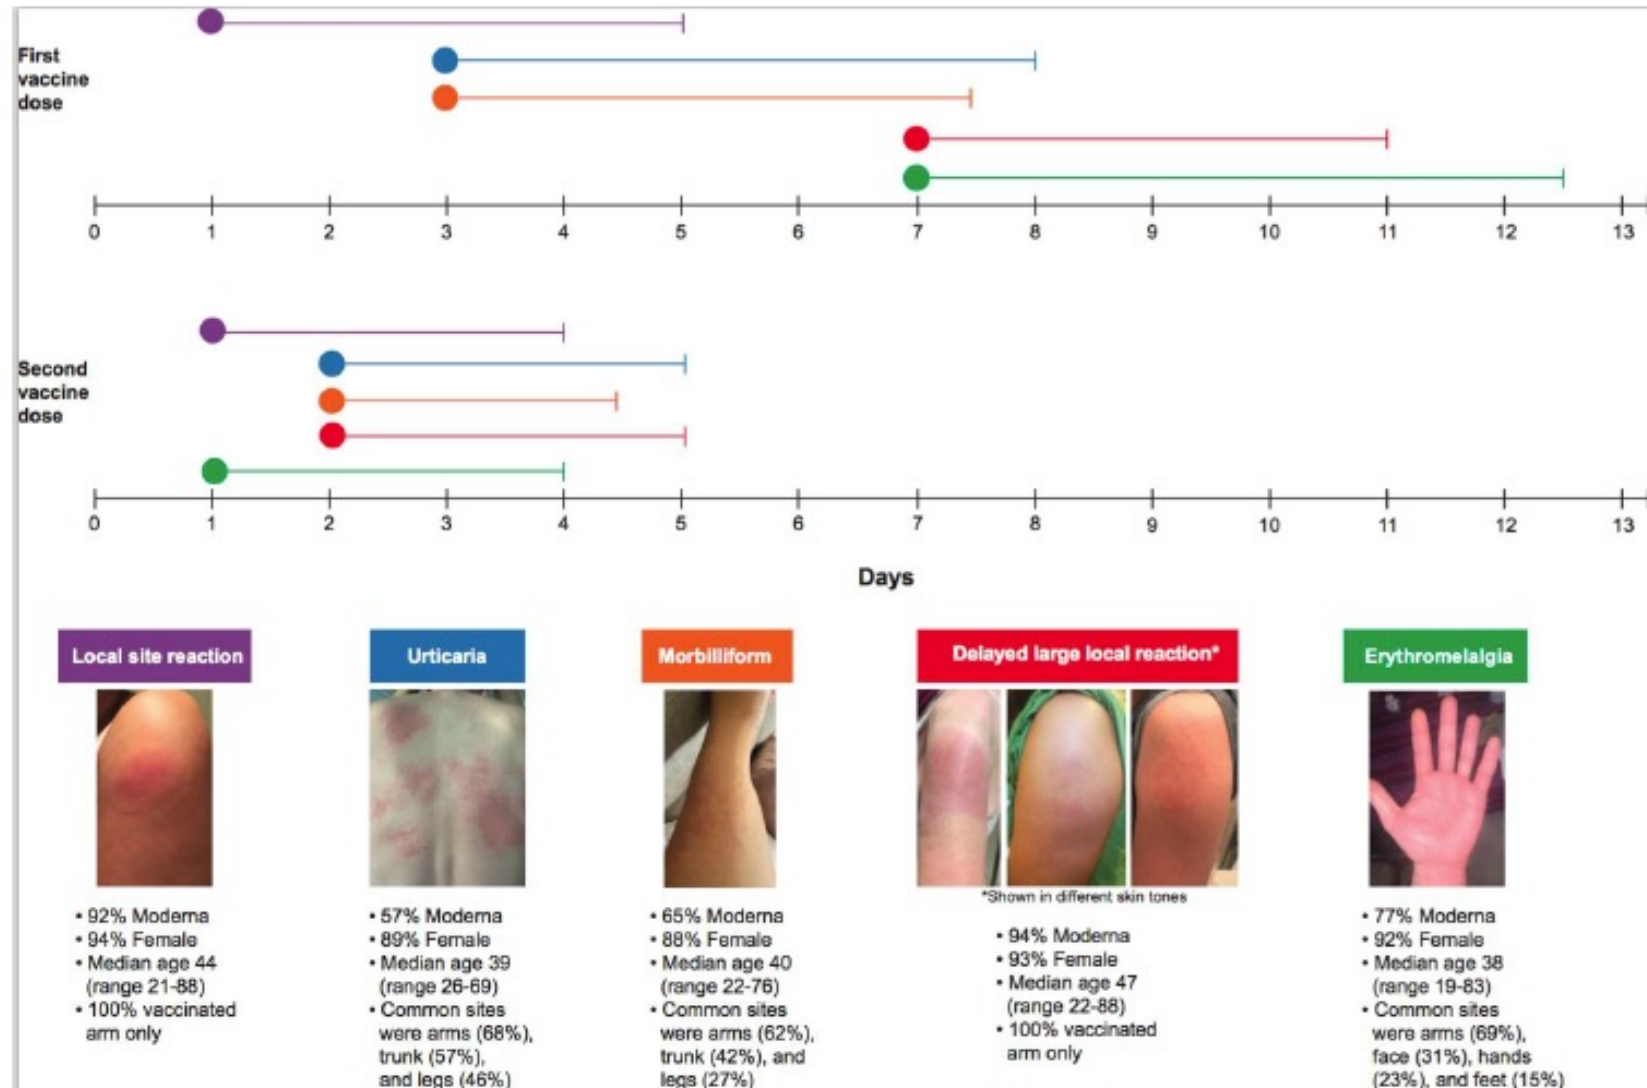 First
vaccine
dose
0 1 2 3 4 5 6 7 8 9 10 11 12 13
Second
vaccine
dose
0 1 2 3 4 5 6 7 8 9 10 11 12 13
Days
Local site reaction
• 92% Moderna
• 94% Female
• Median age 44
(range 21-88)
• 100% vaccinated
arm only
Urticaria
• 57% Moderna
• 89% Female
• Median age 39
(range 26-69)
• Common sites
were arms (68%),
trunk (57%),
and legs (46%)
Morbilliform
• 65% Moderna
• 88% Female
• Median age 40
(range 22-76)
• Common sites
were arms (62%),
trunk (42%), and
legs (27%)
Delayed large local reaction*
*Shown in different skin tones
• 94% Moderna
• 93% Female
• Median age 47
(range 22-88)
• 100% vaccinated
arm only
Erythromelalgia
• 77% Moderna
• 92% Female
• Median age 38
(range 19-83)
• Common sites
were arms (69%),
face (31%), hands
(23%), and feet (15%)